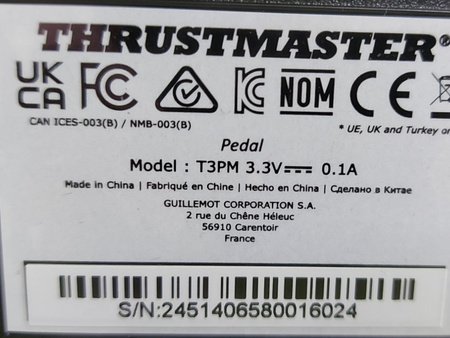 THRUSTMASTER®
UK CA FC NOM CE
CAN ICES-003(B) / NMB-003(B)
* UE, UK and Turkey
Pedal
Model : T3PM 3.3V⎓ 0.1A
Made in China | Fabriqué en Chine | Hecho en China | Сделано в Китае
GUILLEMOT CORPORATION S.A.
2 rue du Chêne Héleuc
56910 Carentoir
France
S/N:2451406580016024